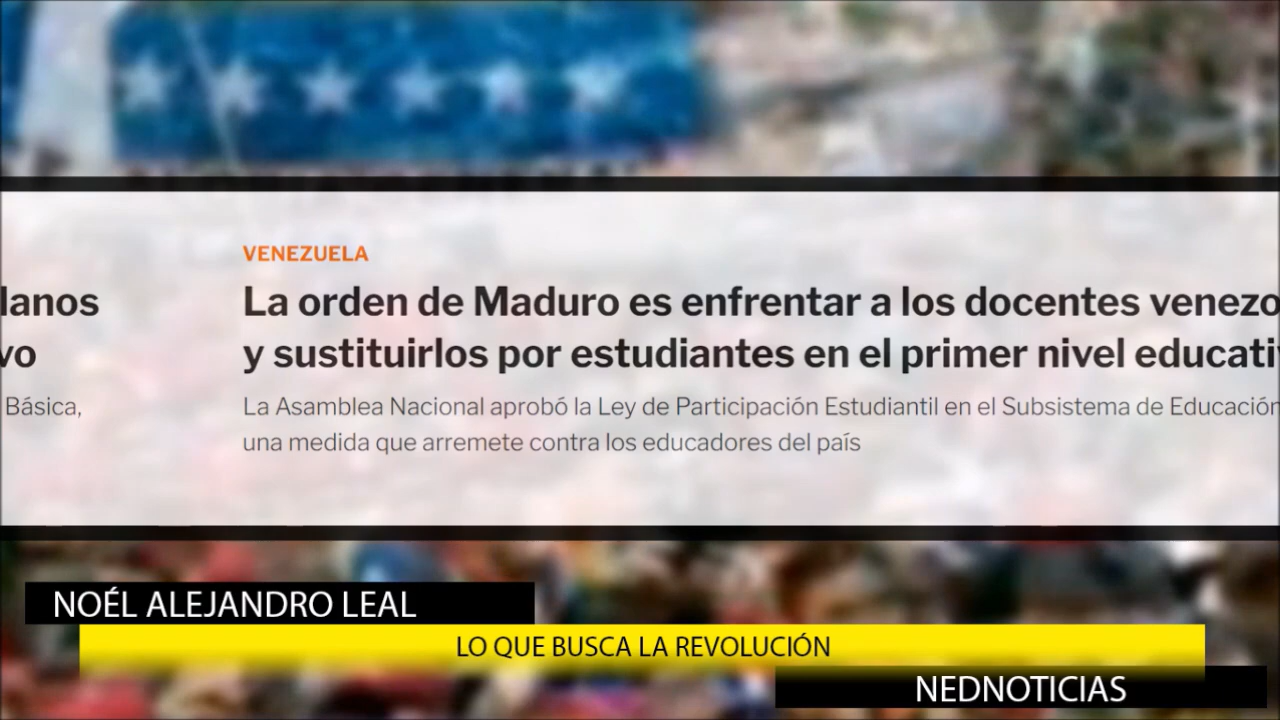 lanos
vo
Básica,
VENEZUELA
La orden de Maduro es enfrentar a los docentes venezo
y sustituirlos por estudiantes en el primer nivel educati
La Asamblea Nacional aprobó la Ley de Participación Estudiantil en el Subsistema de Educación
una medida que arremete contra los educadores del país
NOÉL ALEJANDRO LEAL
LO QUE BUSCA LA REVOLUCIÓN
NEDNOTICIAS